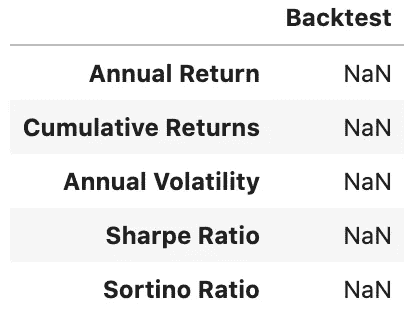 Backtest
Annual Return NaN
Cumulative Returns NaN
Annual Volatility NaN
Sharpe Ratio NaN
Sortino Ratio NaN